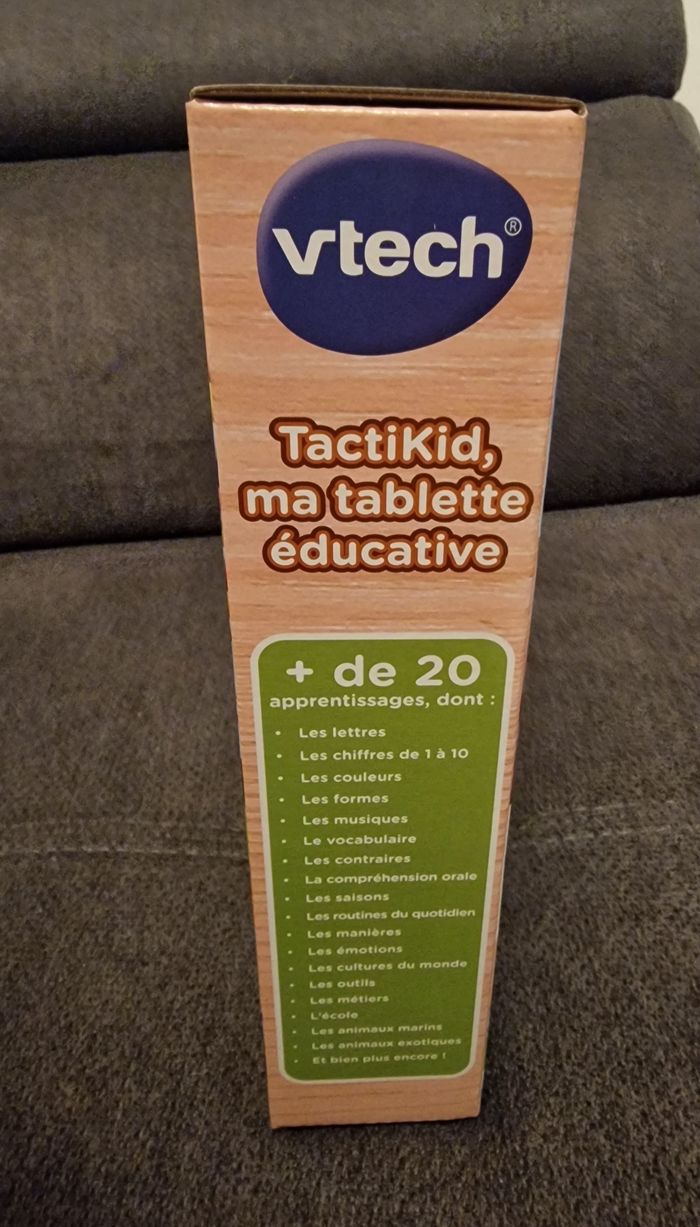 vtech®
TactiKid,
ma tablette
éducative
+ de 20
apprentissages, dont :
• Les lettres
• Les chiffres de 1 à 10
• Les couleurs
• Les formes
• Les musiques
• Le vocabulaire
• Les contraires
• La compréhension orale
• Les saisons
• Les routines du quotidien
• Les manières
• Les émotions
• Les cultures du monde
• Les outils
• Les métiers
• L'école
• Les animaux marins
• Les animaux exotiques
• Et bien plus encore !